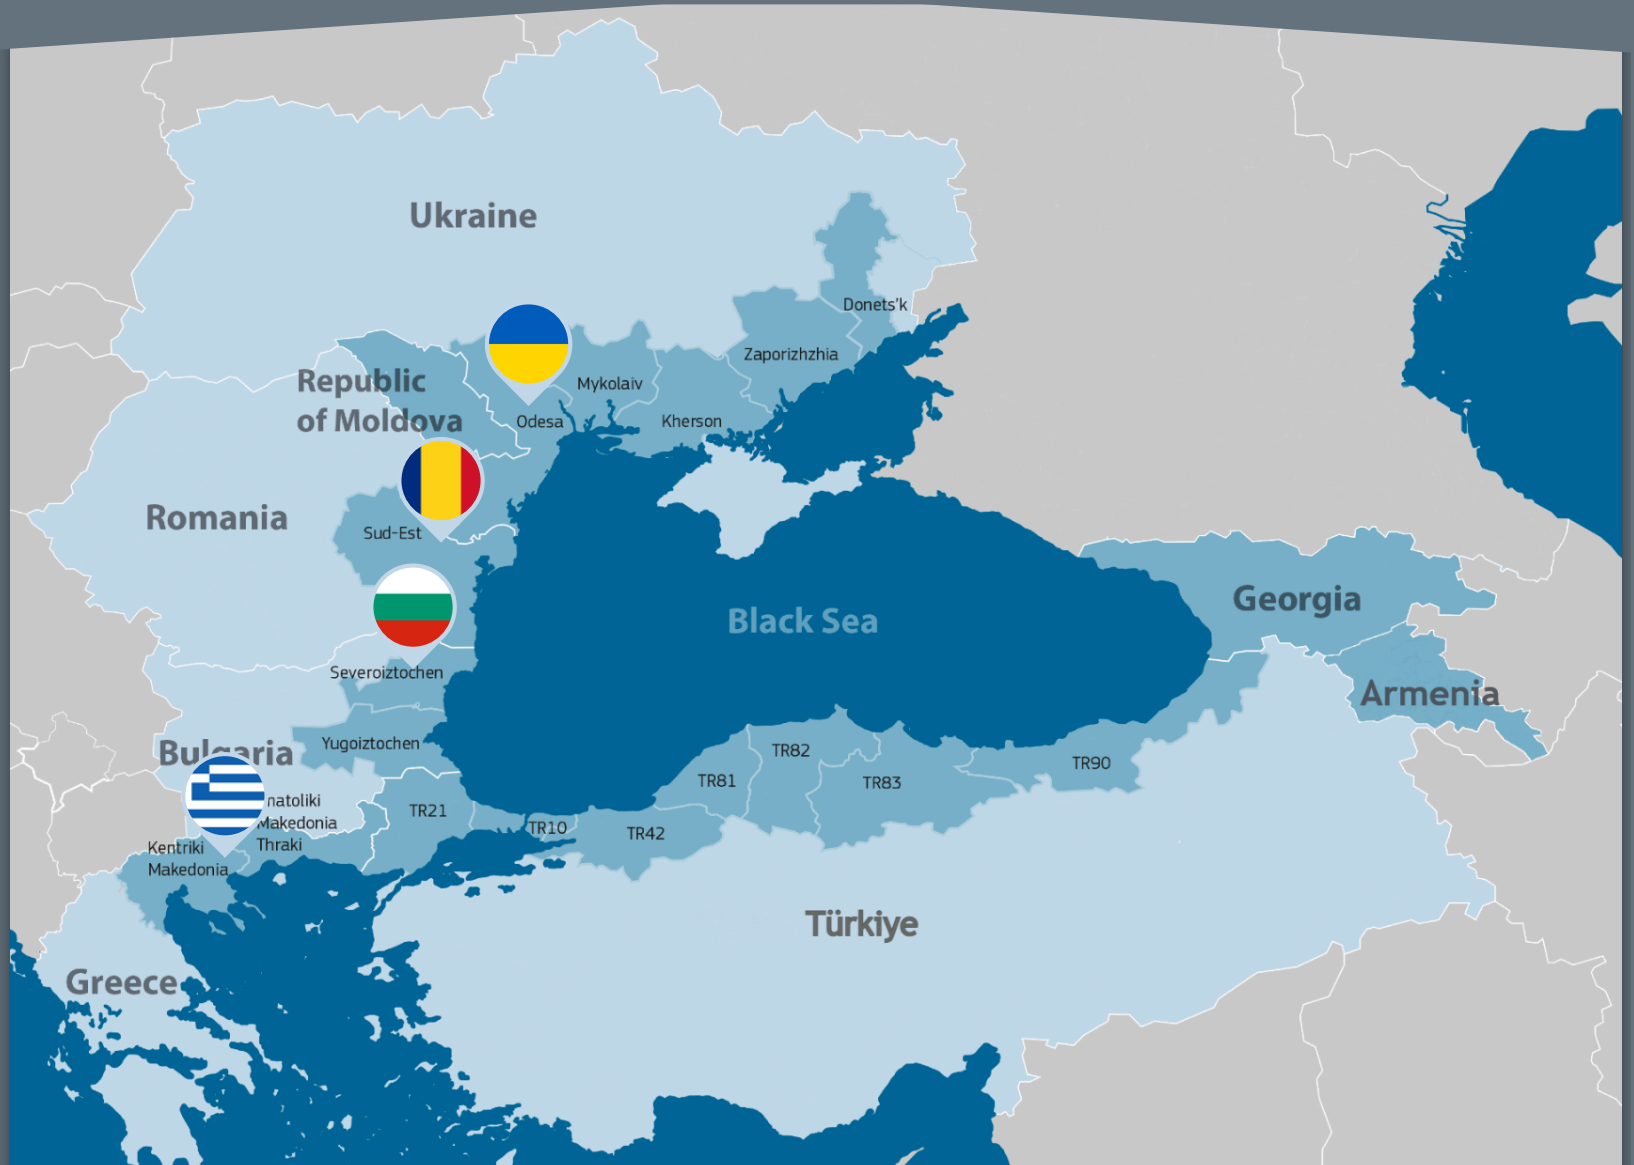 Ukraine
Donets'k
Zaporizhzhia
Republic
of Moldova
Mykolaiv
Odesa
Kherson
Romania
Sud-Est
Black Sea
Georgia
Severoiztochen
Armenia
Bulgaria
Yugoiztochen
TR82
TR90
TR81
TR83
natoliki
Makedonia
Thraki
TR21
TR10
TR42
Kentriki
Makedonia
Türkiye
Greece